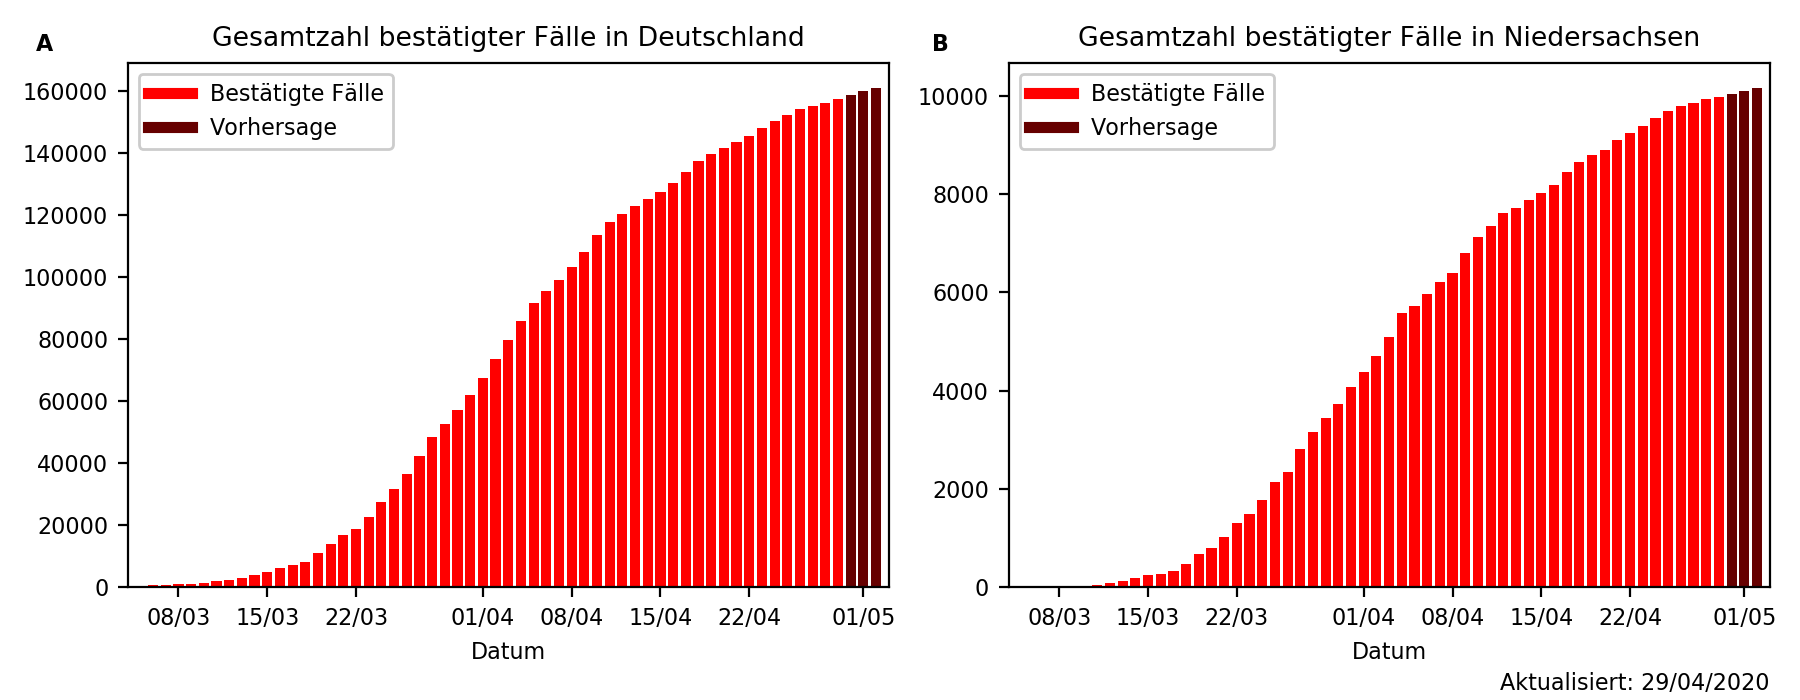 A
Gesamtzahl bestätigter Fälle in Deutschland
Bestätigte Fälle
Vorhersage
160000
140000
120000
100000
80000
60000
40000
20000
0
08/03 15/03 22/03 01/04 08/04 15/04 22/04 01/05
Datum
B
Gesamtzahl bestätigter Fälle in Niedersachsen
Bestätigte Fälle
Vorhersage
10000
8000
6000
4000
2000
0
08/03 15/03 22/03 01/04 08/04 15/04 22/04 01/05
Datum
Aktualisiert: 29/04/2020